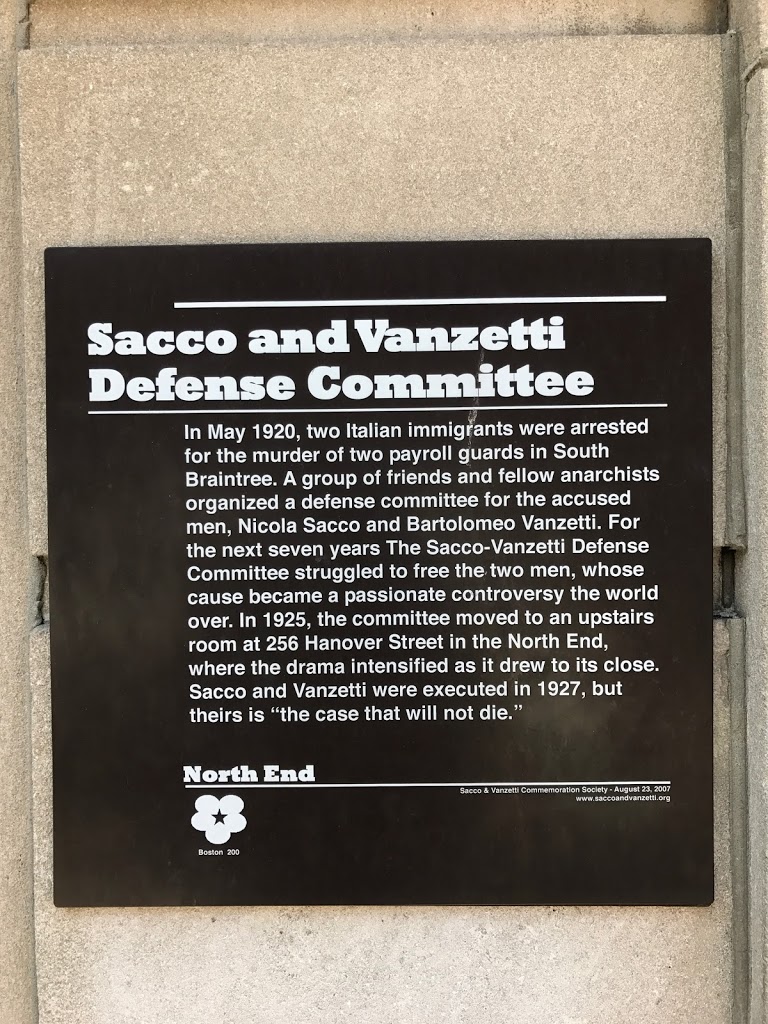 Sacco and Vanzetti
Defense Committee
In May 1920, two Italian immigrants were arrested
for the murder of two payroll guards in South
Braintree. A group of friends and fellow anarchists
organized a defense committee for the accused
men, Nicola Sacco and Bartolomeo Vanzetti. For
the next seven years The Sacco-Vanzetti Defense
Committee struggled to free the two men, whose
cause became a passionate controversy the world
over. In 1925, the committee moved to an upstairs
room at 256 Hanover Street in the North End,
where the drama intensified as it drew to its close.
Sacco and Vanzetti were executed in 1927, but
theirs is “the case that will not die.”
North End
Sacco & Vanzetti Commemoration Society - August 23, 2007
www.saccoandvanzetti.org
Boston 200